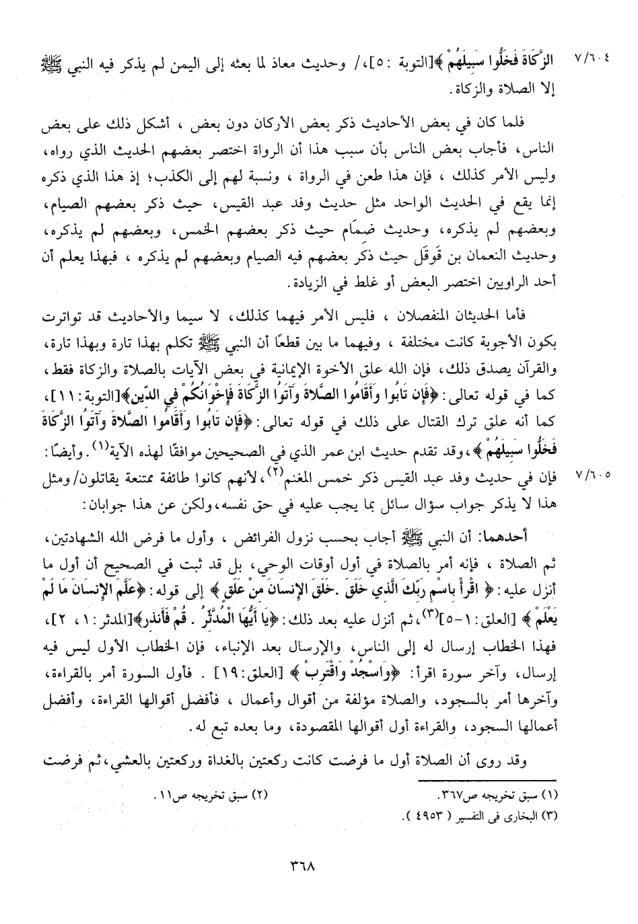 الزَّكَاةَ فَخَلُّوا سَبِيلَهُمْ ﴾[التوبة :٥]،/ وحديث معاذ لما بعثه إلى اليمن لم يذكر فيه النبي ﷺ ٧/٦٠٤
إلا الصلاة والزكاة.
فلما كان في بعض الأحاديث ذكر بعض الأركان دون بعض ، أشكل ذلك على بعض
الناس، فأجاب بعض الناس بأن سبب هذا أن الرواة اختصر بعضهم الحديث الذي رواه،
وليس الأمر كذلك ، فإن هذا طعن في الرواة ، ونسبة لهم إلى الكذب؛ إذ هذا الذي ذكره
إنما يقع في الحديث الواحد مثل حديث وفد عبد القيس، حيث ذكر بعضهم الصيام،
وبعضهم لم يذكره، وحديث ضمَام حيث ذكر بعضهم الخمس، وبعضهم لم يذكره،
وحديث النعمان بن قَوقَل حيث ذكر بعضهم فيه الصيام وبعضهم لم يذكره ، فبهذا يعلم أن
أحد الراويين اختصر البعض أو غلط في الزيادة.
فأما الحديثان المنفصلان ، فليس الأمر فيهما كذلك، لا سيما والأحاديث قد تواترت
بكون الأجوبة كانت مختلفة ، وفيهما ما بين قطعًا أن النبي ﷺ تكلم بهذا تارة وبهذا تارة،
والقرآن يصدق ذلك، فإن الله علق الأخوة الإيمانية في بعض الآيات بالصلاة والزكاة فقط،
كما في قوله تعالى: ﴿فَإِن تَابُوا وَأَقَامُوا الصَّلاةَ وَآتَوُا الزَّكَاةَ فَإِخْوَانُكُمْ فِي الدِّينِ﴾[التوبة:١١]،
كما أنه علق ترك القتال على ذلك في قوله تعالى: ﴿فَإِن تَابُوا وَأَقَامُوا الصَّلاةَ وَآتَوُا الزَّكَاةَ
فَخَلُّوا سَبِيلَهُمْ ﴾، وقد تقدم حديث ابن عمر الذي في الصحيحين موافقًا لهذه الآية(١). وأيضًا:
فإن في حديث وفد عبد القيس ذكر خمس المغنم(٢)،لأنهم كانوا طائفة ممتنعة يقاتلون/ومثل ٧/٦٠٥
هذا لا يذكر جواب سؤال سائل بما يجب عليه في حق نفسه،ولكن عن هذا جوابان:
أحدهما: أن النبي ﷺ أجاب بحسب نزول الفرائض ، وأول ما فرض الله الشهادتين،
ثم الصلاة ، فإنه أمر بالصلاة في أول أوقات الوحي، بل قد ثبت في الصحيح أن أول ما
أنزل عليه: ﴿ اقْرَأْ بِاسْمِ رَبِّكَ الَّذِي خَلَقَ . خَلَقَ الإِنسَانَ مِنْ عَلَقٍ ﴾ إلى قوله: ﴿عَلَّمَ الإِنسَانَ مَا لَمْ
يَعْلَمْ ﴾ [العلق:١-٥](٣)، ثم أنزل عليه بعد ذلك: ﴿يَا أَيُّهَا الْمُدَّثِّرُ . قُمْ فَأَنذِرْ﴾[المدثر:١، ٢]،
فهذا الخطاب إرسال له إلى الناس، والإرسال بعد الإنباء، فإن الخطاب الأول ليس فيه
إرسال، وآخر سورة اقرأ: ﴿وَاسْجُدْ وَاقْتَرِبْ ﴾ [العلق:١٩] . فأول السورة أمر بالقراءة،
وآخرها أمر بالسجود، والصلاة مؤلفة من أقوال وأعمال ، فأفضل أقوالها القراءة، وأفضل
أعمالها السجود، والقراءة أول أقوالها المقصودة، وما بعده تبع له.
وقد روى أن الصلاة أول ما فرضت كانت ركعتين بالغداة وركعتين بالعشي،ثم فرضت
(١) سبق تخريجه ص٣٦٧. (٢) سبق تخريجه ص١١.
(٣) البخارى فى التفسير ( ٤٩٥٣ ).
٣٦٨